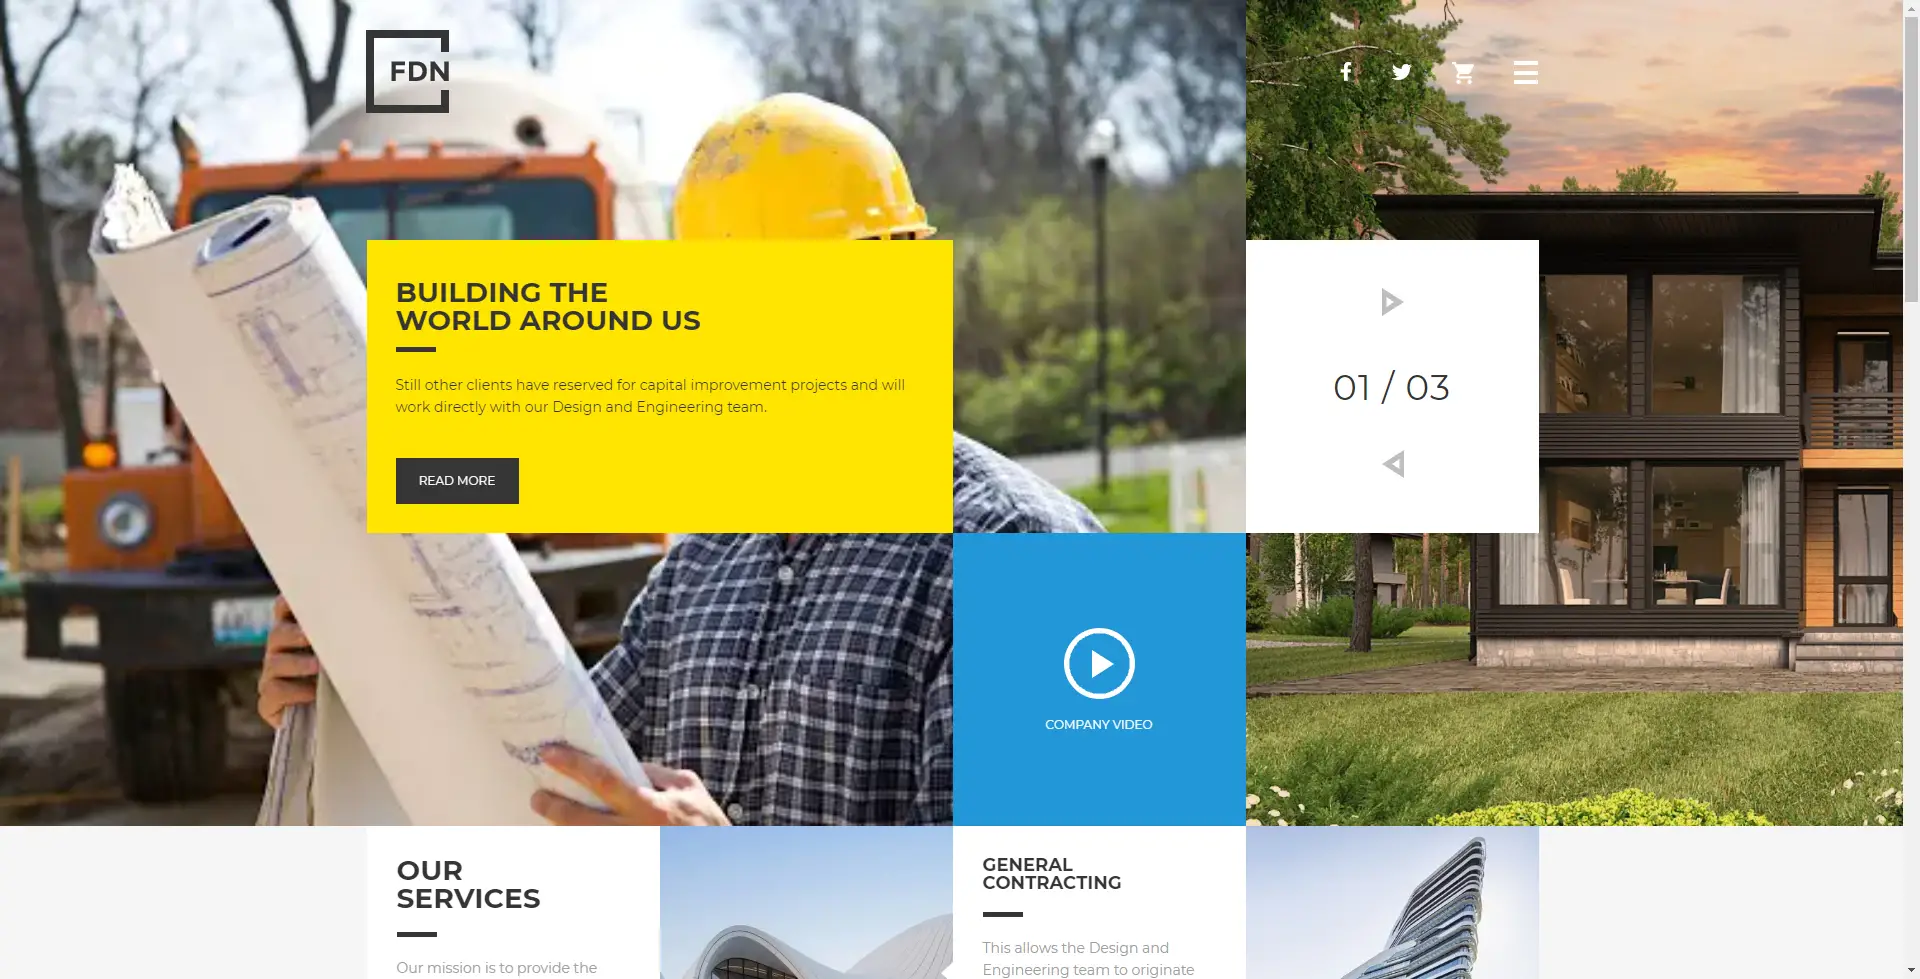 FDN
BUILDING THE
WORLD AROUND US
Still other clients have reserved for capital improvement projects and will
work directly with our Design and Engineering team.
READ MORE
01 / 03
COMPANY VIDEO
OUR
SERVICES
Our mission is to provide the
GENERAL
CONTRACTING
This allows the Design and
Engineering team to originate